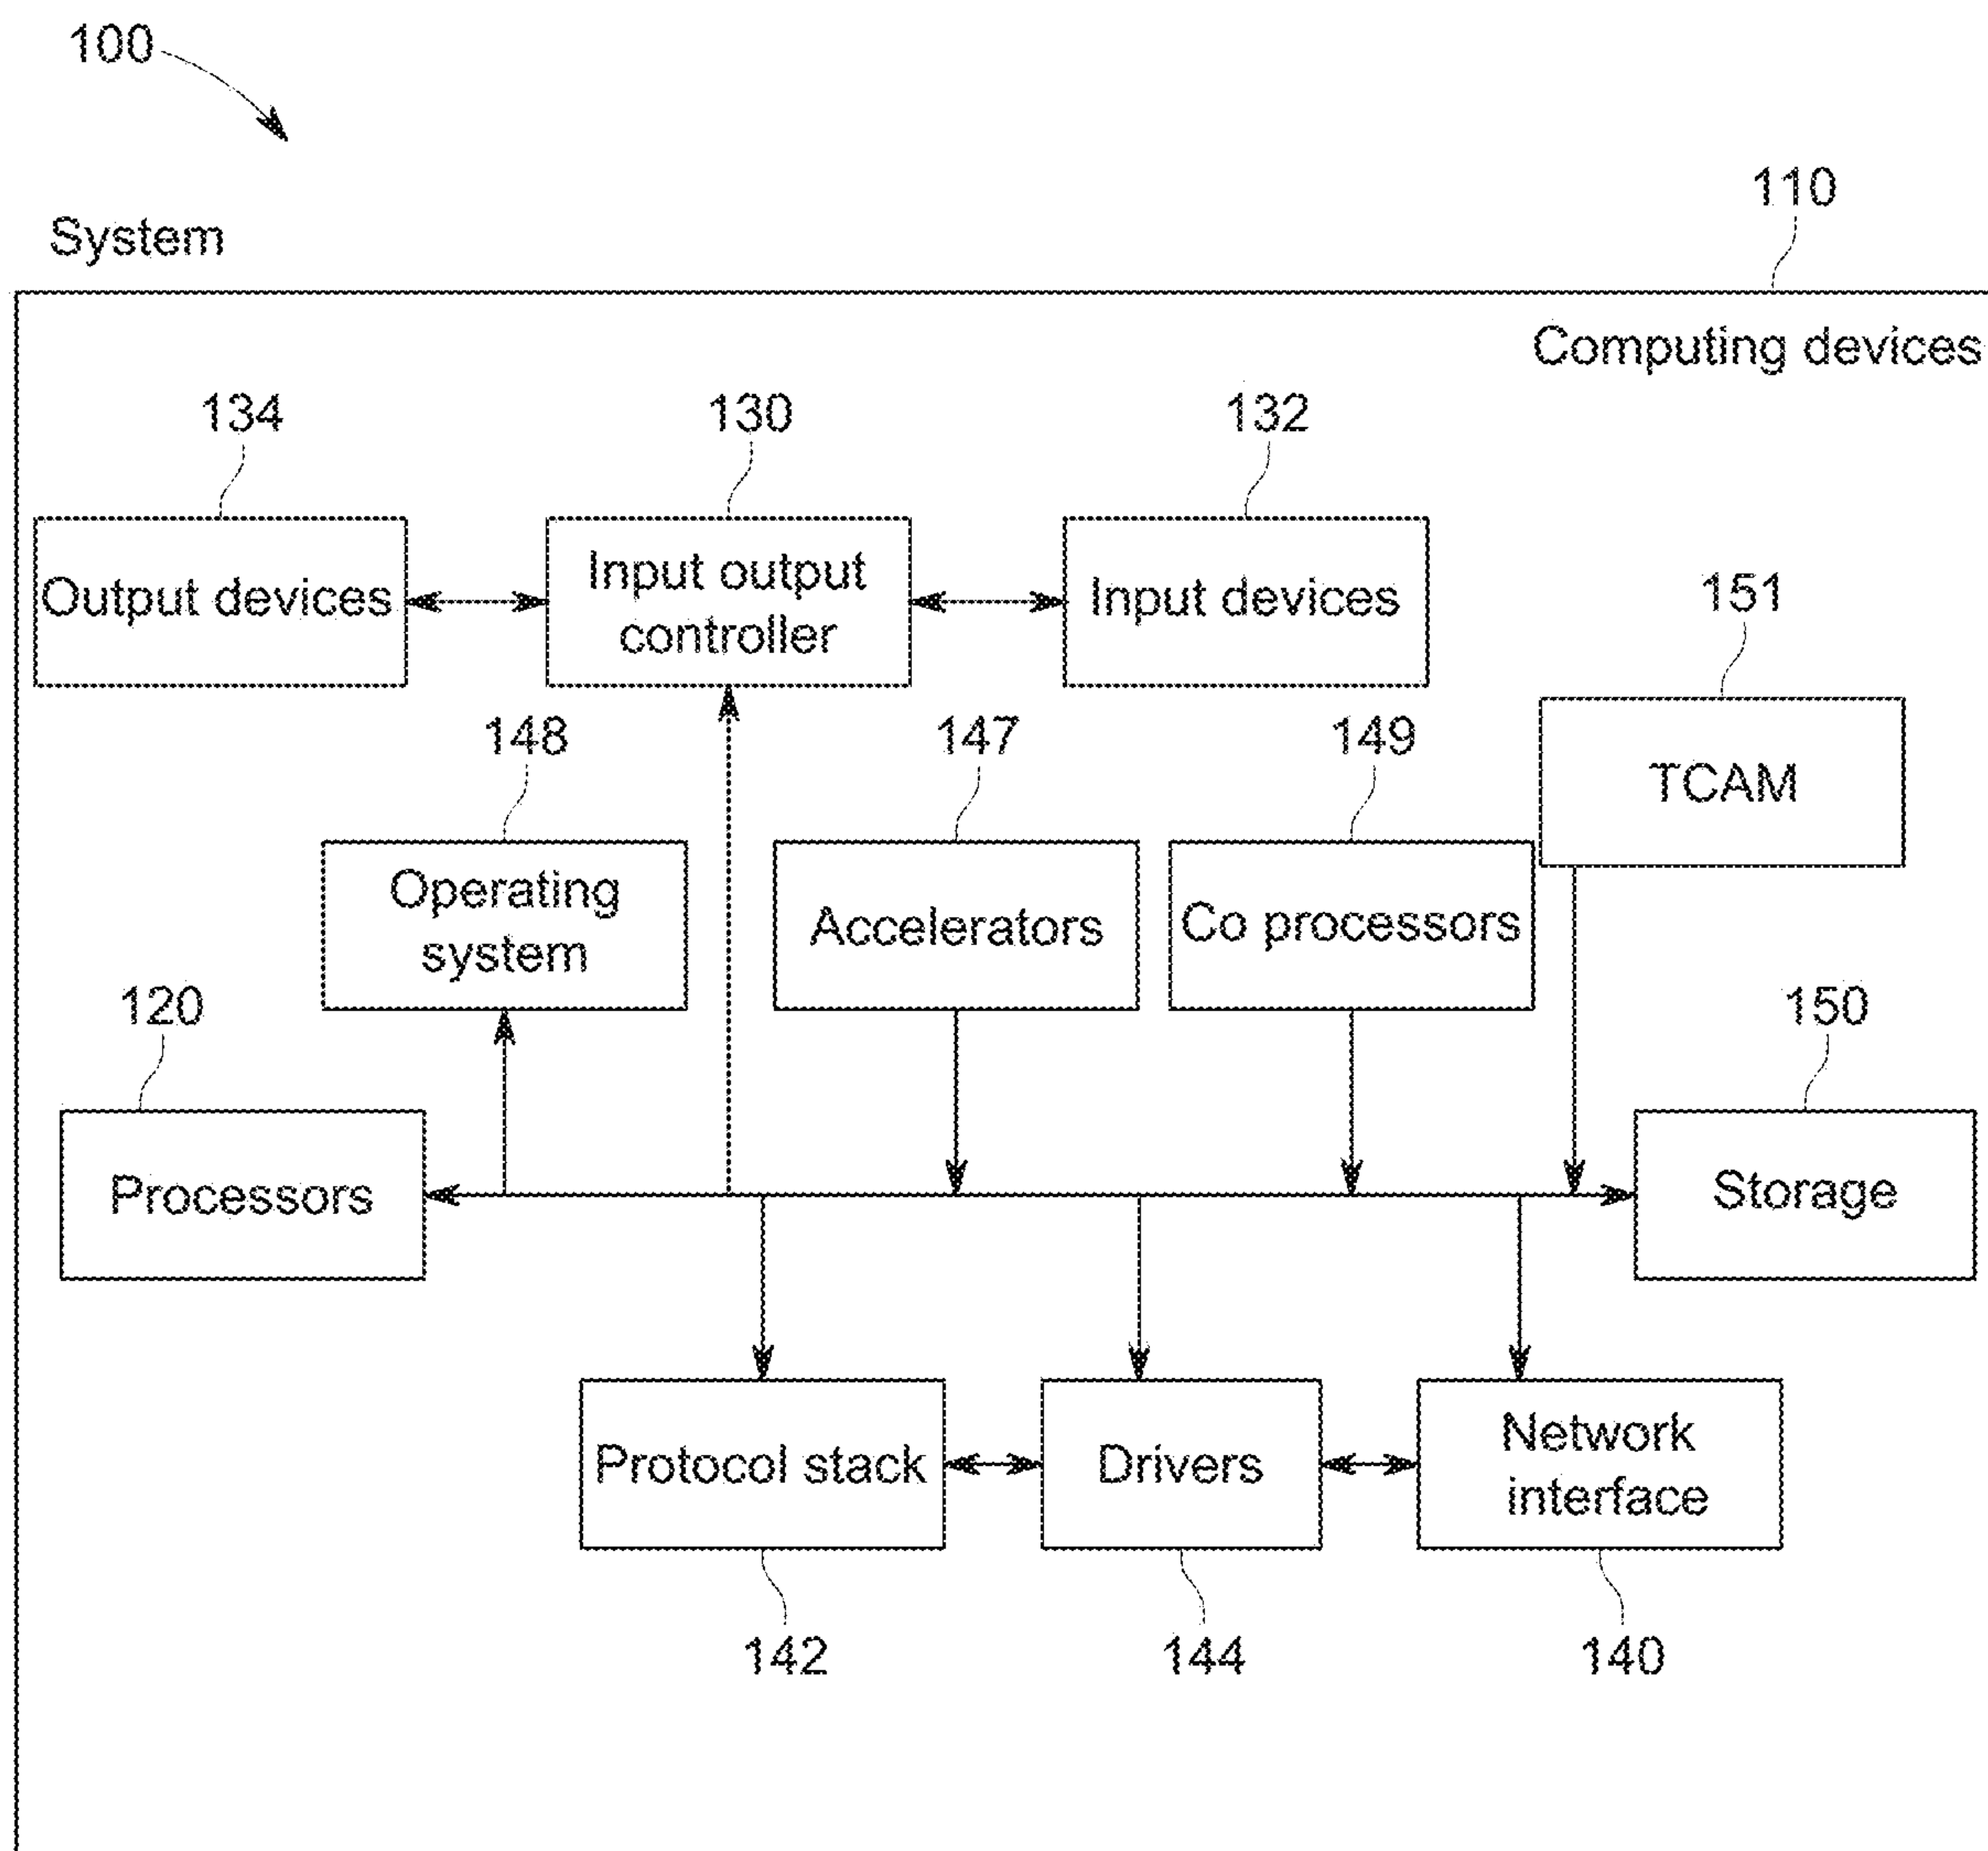 100
110
System
Computing devices
134
130
132
Output devices
Input output
controller
Input devices
151
148
147
149
TCAM
Operating
system
Accelerators
Co processors
120
150
Processors
Storage
Protocol stack
Drivers
Network
interface
142
144
140